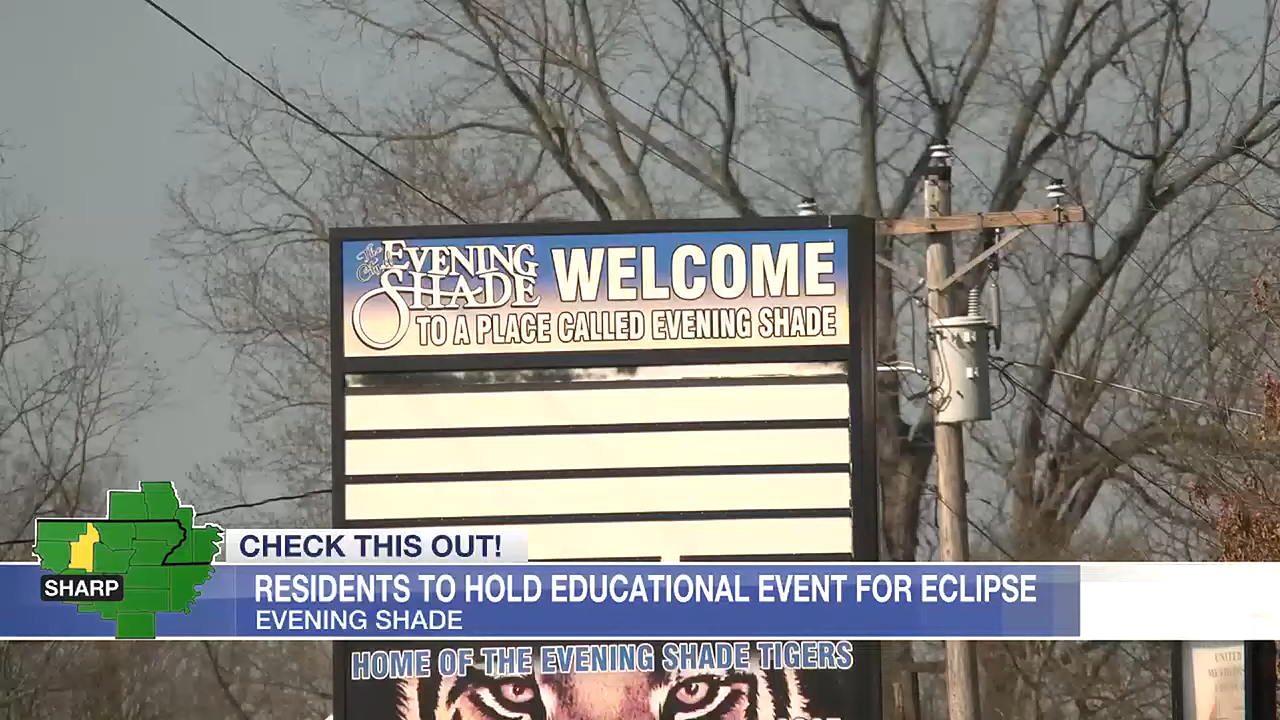 The City of
EVENING
SHADE
WELCOME
TO A PLACE CALLED EVENING SHADE
CHECK THIS OUT!
SHARP
RESIDENTS TO HOLD EDUCATIONAL EVENT FOR ECLIPSE
EVENING SHADE
HOME OF THE EVENING SHADE TIGERS
UNITED